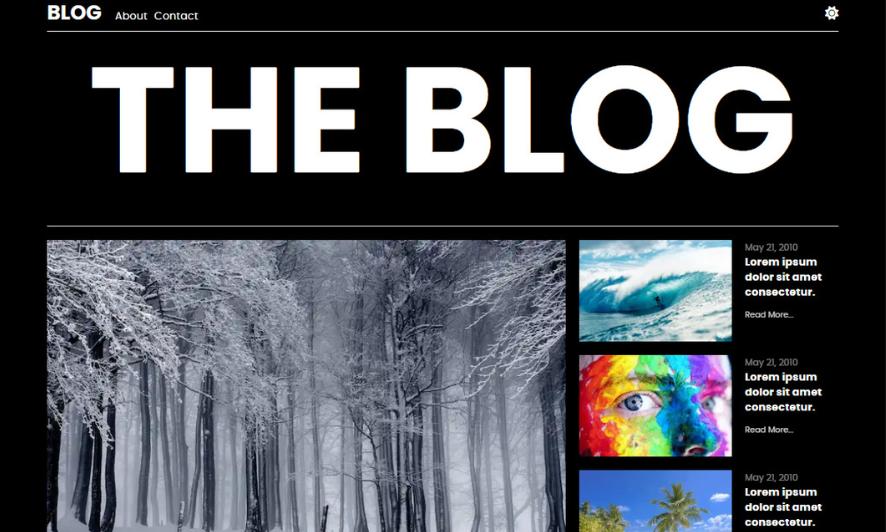 BLOG About Contact
THE BLOG
May 21, 2010
Lorem ipsum
dolor sit amet
consectetur.
Read More...
May 21, 2010
Lorem ipsum
dolor sit amet
consectetur.
Read More...
May 21, 2010
Lorem ipsum
dolor sit amet
consectetur.